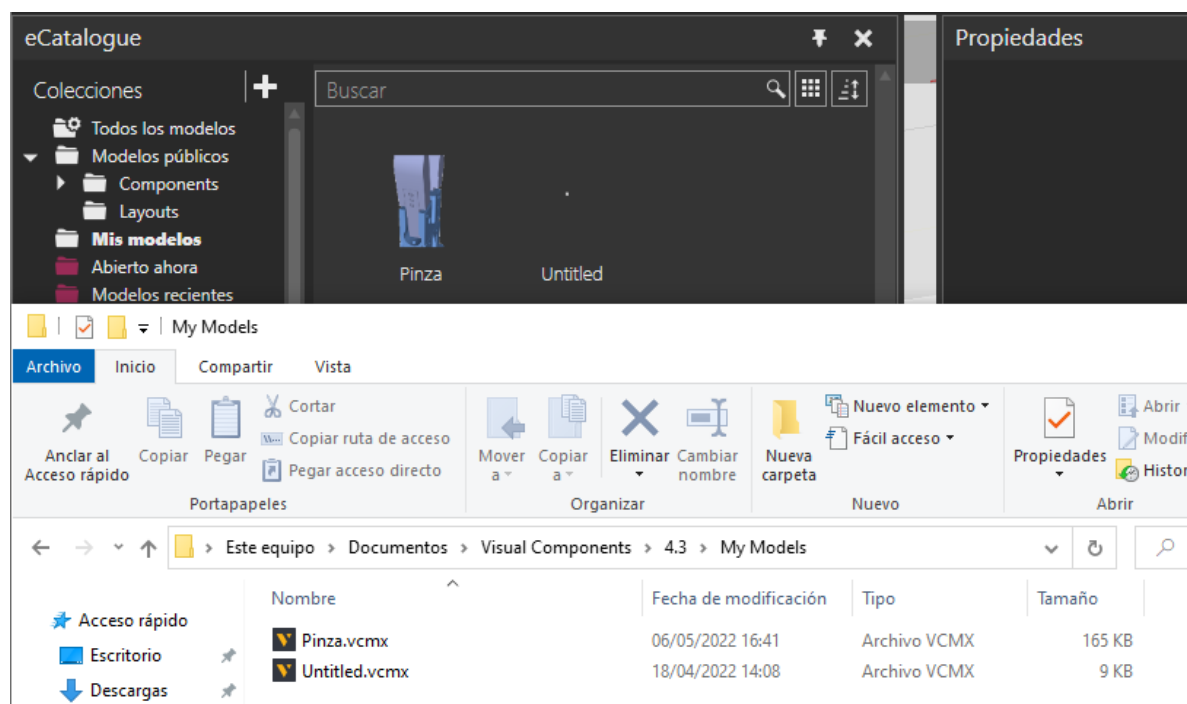 eCatalogue
Propiedades
Colecciones
Buscar
Todos los modelos
Modelos públicos
Components
Layouts
Mis modelos
Abierto ahora
Modelos recientes
Pinza
Untitled
My Models
Archivo
Inicio
Compartir
Vista
Anclar al
Acceso rápido
Copiar
Pegar
Cortar
Copiar ruta de acceso
Pegar acceso directo
Portapapeles
Mover
a
Copiar
a
Eliminar
Cambiar
nombre
Organizar
Nueva
carpeta
Nuevo elemento
Fácil acceso
Nuevo
Propiedades
Abrir
Modif
Histor
Abrir
Este equipo > Documentos > Visual Components > 4.3 > My Models
Nombre Fecha de modificación Tipo Tamaño
Acceso rápido
Escritorio
Descargas
Pinza.vcmx 06/05/2022 16:41 Archivo VCMX 165 KB
Untitled.vcmx 18/04/2022 14:08 Archivo VCMX 9 KB